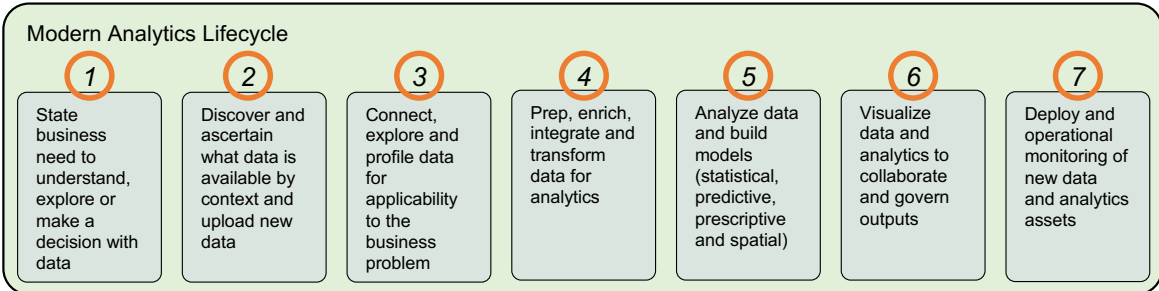 Modern Analytics Lifecycle
1
State
business
need to
understand,
explore or
make a
decision with
data
2
Discover and
ascertain
what data is
available by
context and
upload new
data
3
Connect,
explore and
profile data
for
applicability
to the
business
problem
4
Prep, enrich,
integrate and
transform
data for
analytics
5
Analyze data
and build
models
(statistical,
predictive,
prescriptive
and spatial)
6
Visualize
data and
analytics to
collaborate
and govern
outputs
7
Deploy and
operational
monitoring of
new data
and analytics
assets